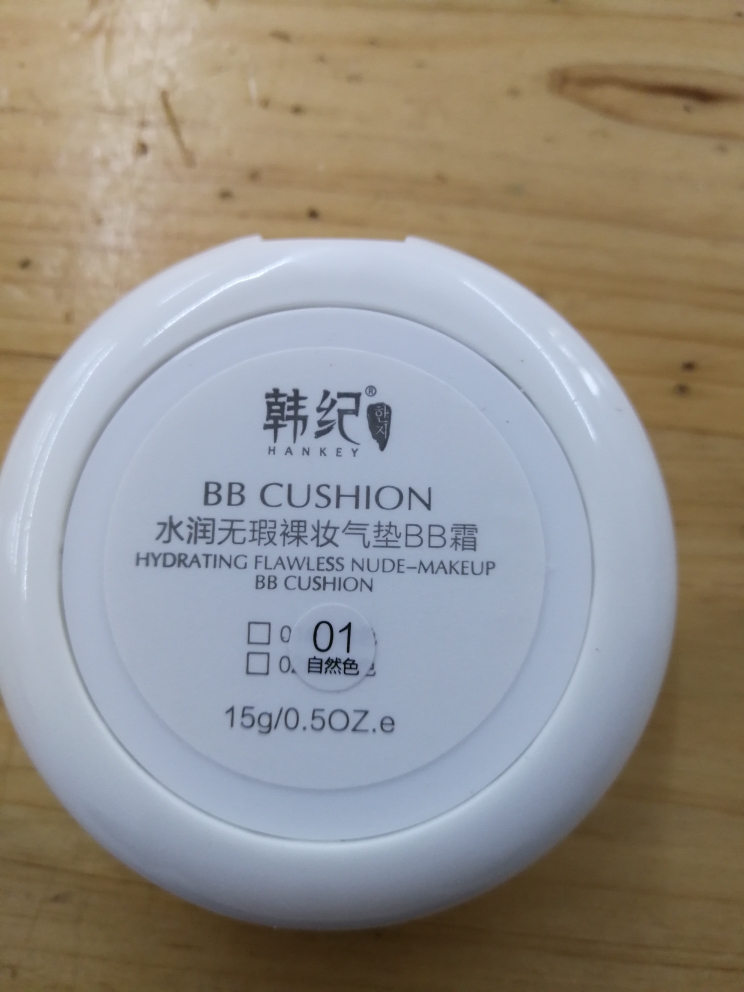 韩纪® 한지
HANKEY
BB CUSHION
水润无瑕裸妆气垫BB霜
HYDRATING FLAWLESS NUDE-MAKEUP
BB CUSHION
01
自然色
15g/0.5OZ.e